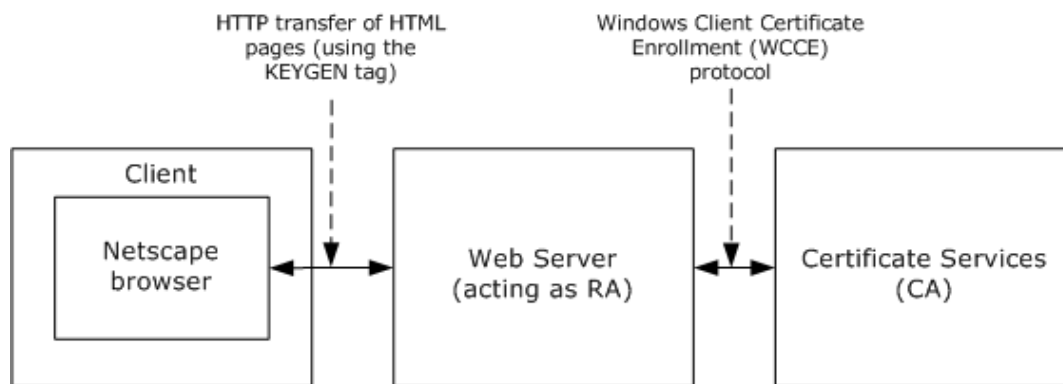 HTTP transfer of HTML
pages (using the
KEYGEN tag)
Windows Client Certificate
Enrollment (WCCE)
protocol
Client
Netscape
browser
Web Server
(acting as RA)
Certificate Services
(CA)